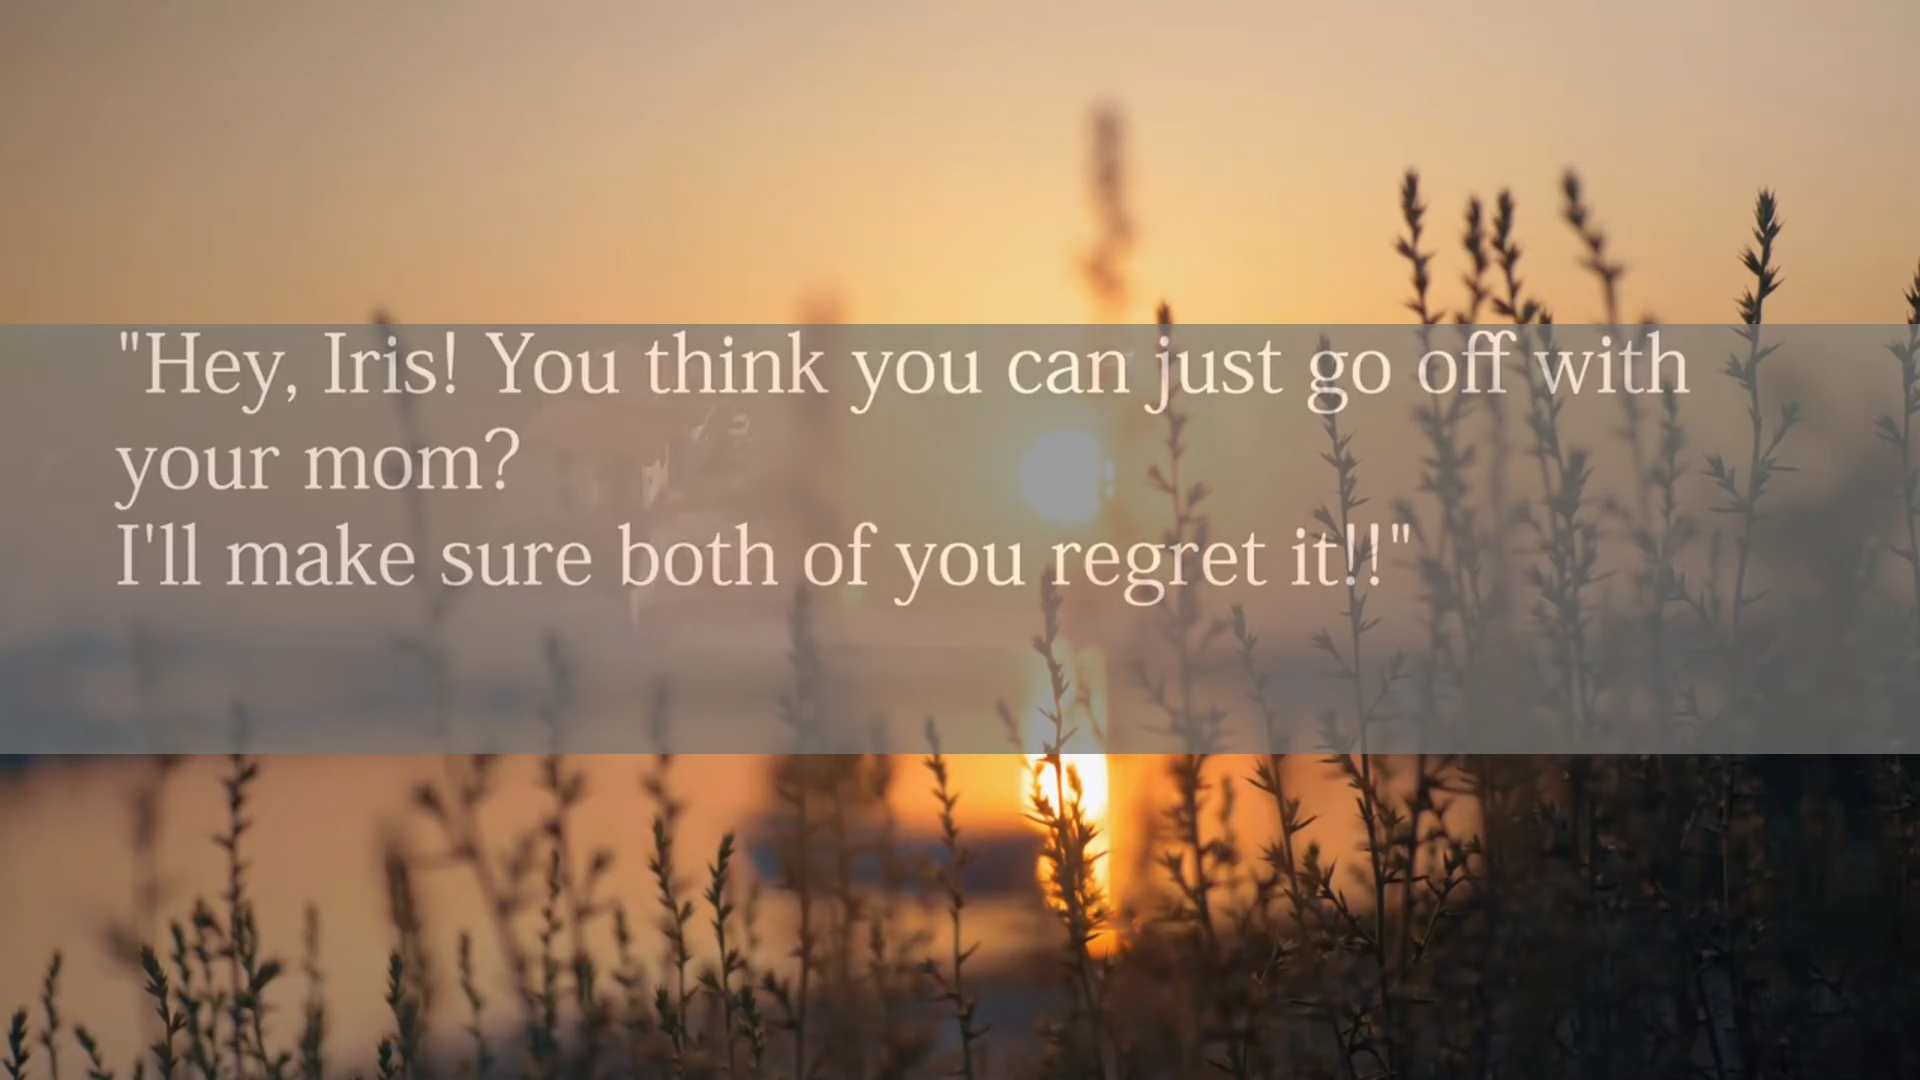 "Hey, Iris! You think you can just go off with
your mom?
I'll make sure both of you regret it!!"